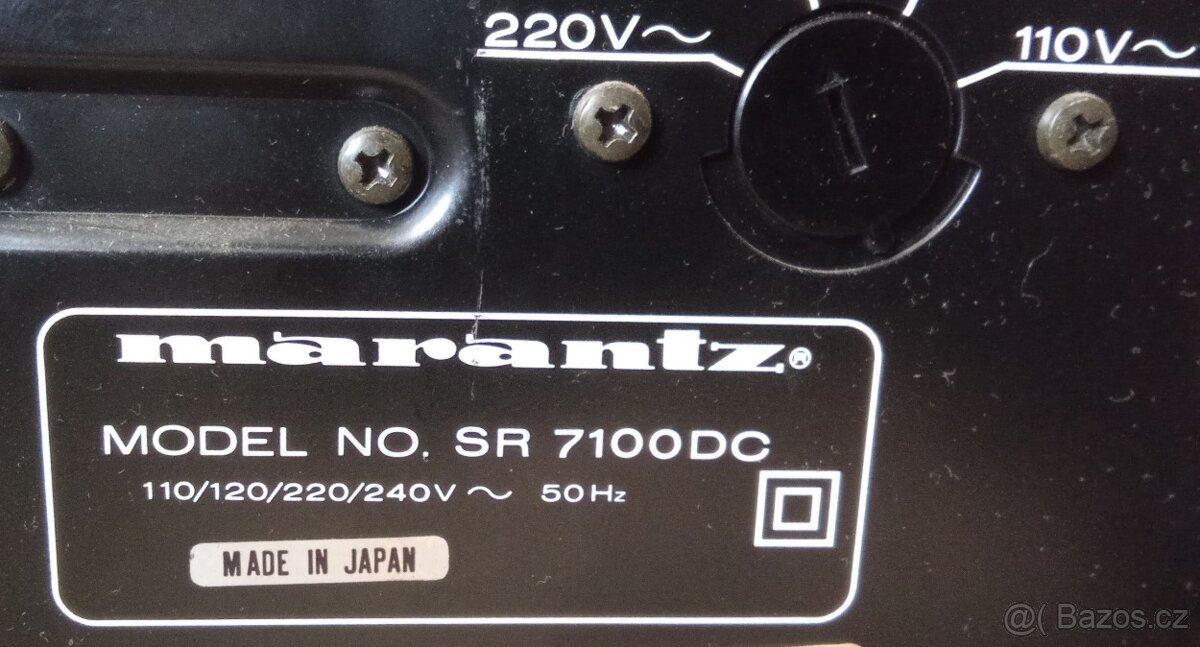 220V～ 110V～
marantz®
MODEL NO. SR 7100DC
110/120/220/240V ～ 50Hz
MADE IN JAPAN
@( Bazos.cz